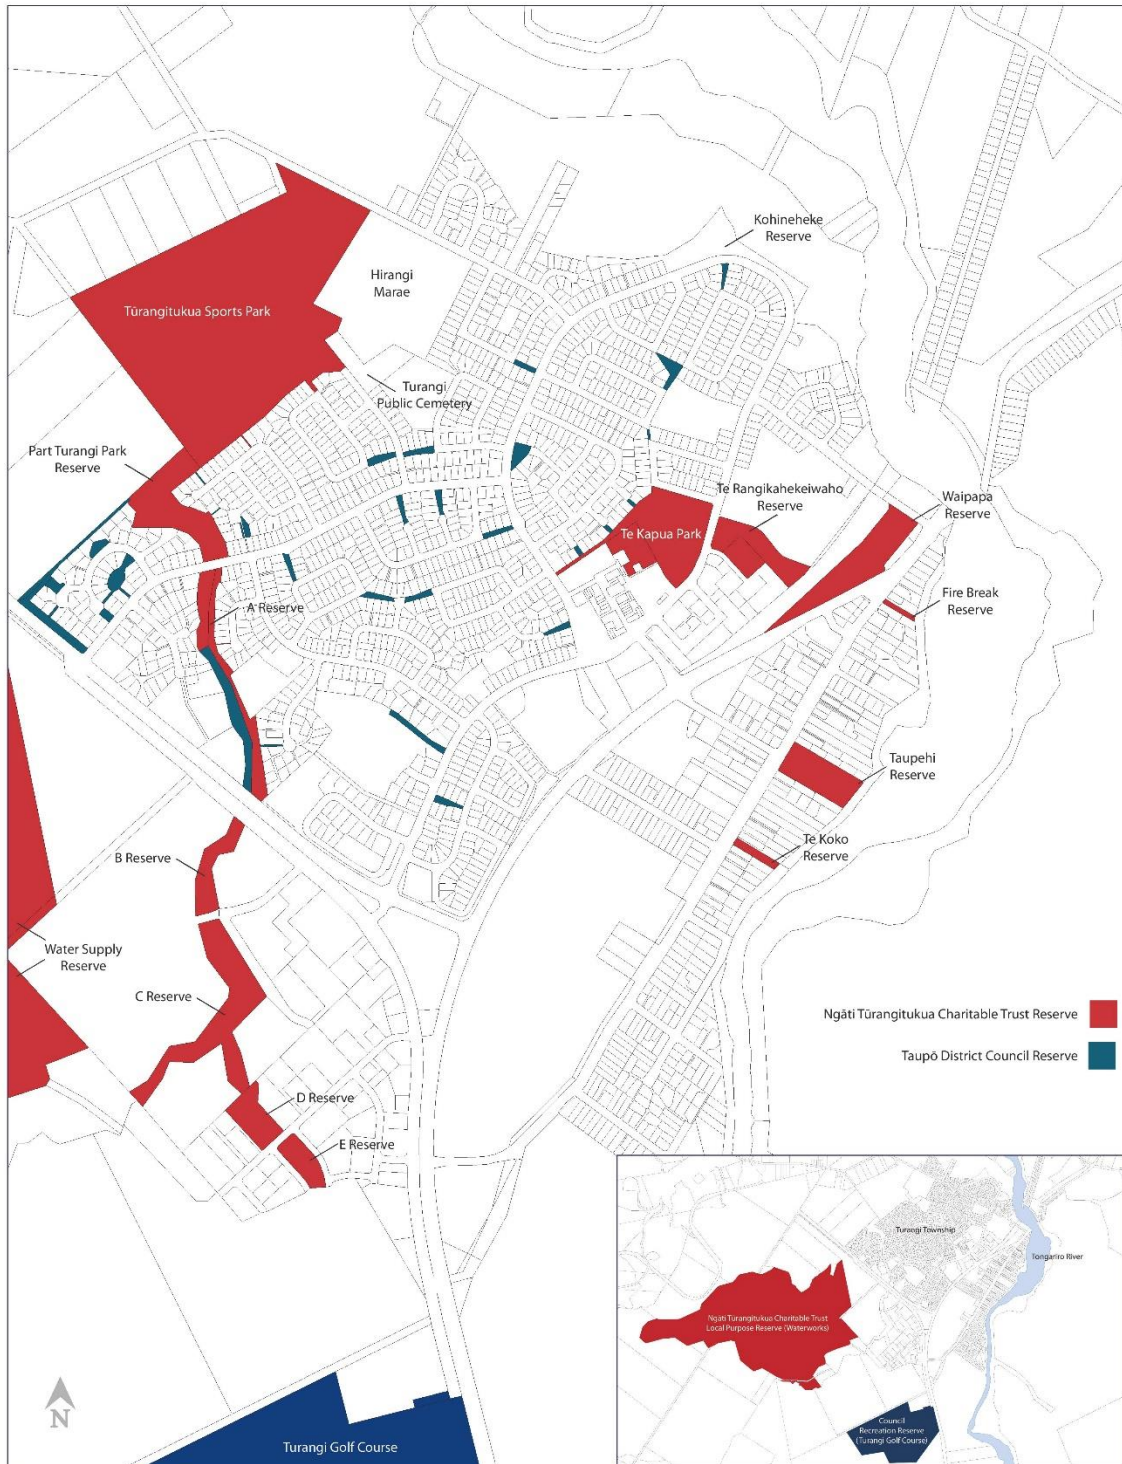 Kohineheke
Reserve
Hirangi
Marae
Tūrangitukua Sports Park
Turangi
Public Cemetery
Part Turangi Park
Reserve
Te Rangikahekeiwaho
Reserve
Waipapa
Reserve
Te Kapua Park
Fire Break
Reserve
A Reserve
Taupehi
Reserve
Te Koko
Reserve
B Reserve
Water Supply
Reserve
C Reserve
Ngāti Tūrangitukua Charitable Trust Reserve
Taupō District Council Reserve
D Reserve
E Reserve
N
Turangi Golf Course
Turangi Township
Tongariro River
Ngāti Tūrangitukua Charitable Trust
Local Purpose Reserve (Waterworks)
Council
Recreation Reserve
(Turangi Golf Course)